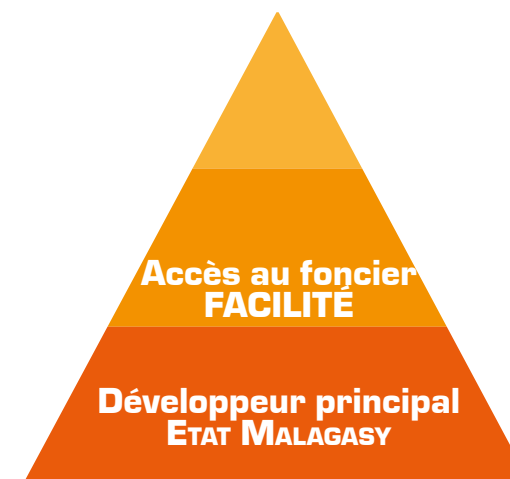 Accès au foncier
FACILITÉ
Développeur principal
ETAT MALAGASY